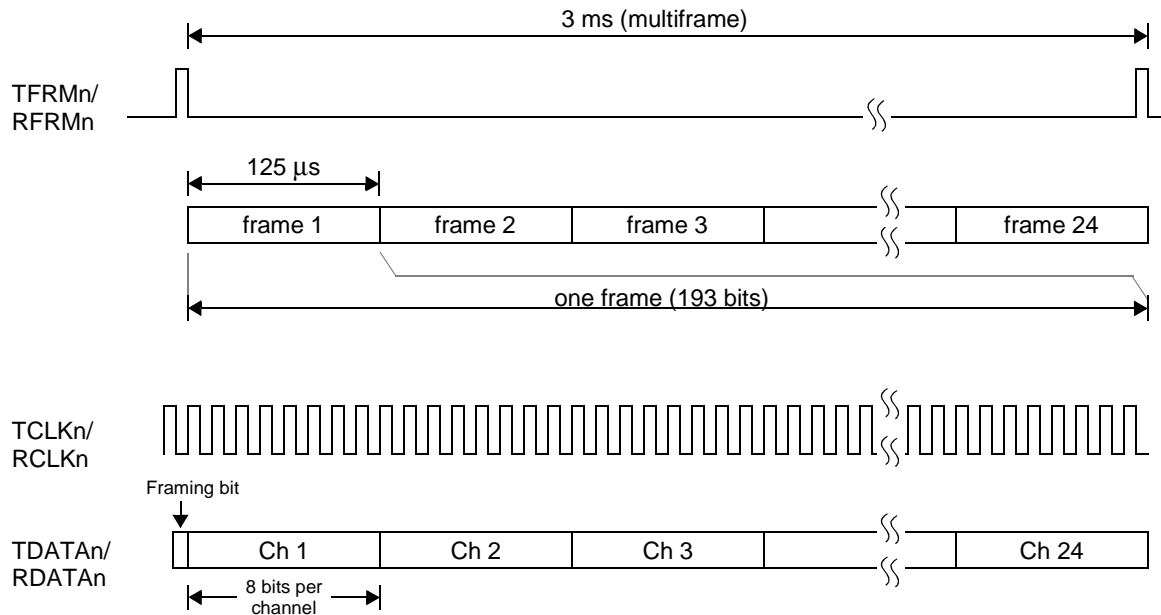 3 ms (multiframe)
TFRMn/
RFRMn
125 μs
frame 1
frame 2
frame 3
frame 24
one frame (193 bits)
TCLKn/
RCLKn
Framing bit
TDATAn/
RDATAn
Ch 1
Ch 2
Ch 3
Ch 24
8 bits per
channel